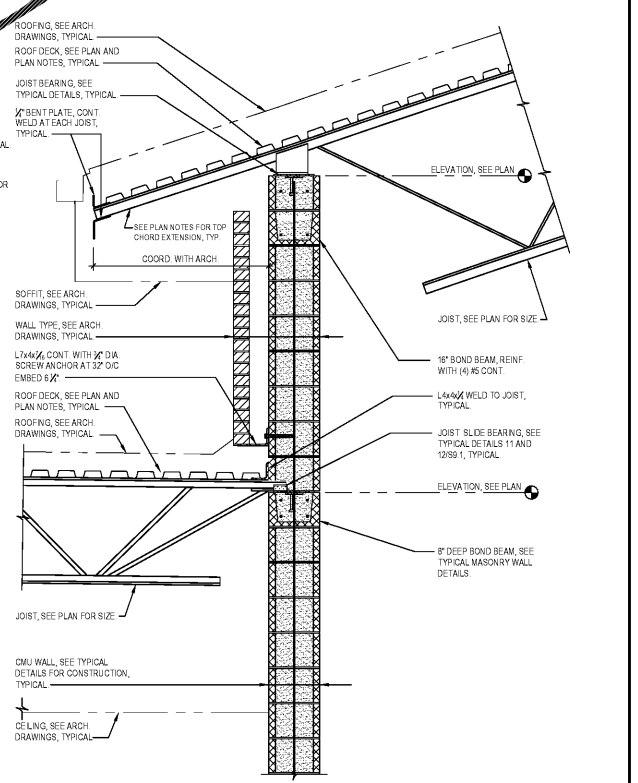 ROOFING, SEE ARCH.
DRAWINGS, TYPICAL
ROOF DECK, SEE PLAN AND
PLAN NOTES, TYPICAL
JOIST BEARING, SEE
TYPICAL DETAILS, TYPICAL.
BENT PLATE, CONT.
WELD AT EACH JOIST,
TYPICAL.
AL
OR
SEE PLAN NOTES FOR TOP
CHORD EXTENSION, TYP.
COORD. WITH ARCH.
SOFFIT, SEE ARCH.
DRAWINGS, TYPICAL
WALL TYPE, SEE ARCH.
DRAWINGS, TYPICAL
CONT. WITH DIA.
SCREW ANCHOR AT 32" O/C
EMBED
ROOF DECK, SEE PLAN AND
PLAN NOTES, TYPICAL
ROOFING, SEE ARCH.
DRAWINGS, TYPICAL
JOIST, SEE PLAN FOR SIZE.
CMU WALL, SEE TYPICAL
DETAILS FOR CONSTRUCTION,
TYPICAL
CEILING, SEE ARCH.
DRAWINGS, TYPICAL
ELEVATION, SEE PLAN
JOIST, SEE PLAN FOR SIZE.
16" BOND BEAM, REINF.
WITH (4) #5 CONT.
WELD TO JOIST,
TYPICAL.
JOIST SLIDE BEARING, SEE
TYPICAL DETAILS 11 AND
12/S9.1, TYPICAL.
ELEVATION, SEE PLAN
8" DEEP BOND BEAM, SEE
TYPICAL MASONRY WALL
DETAILS.